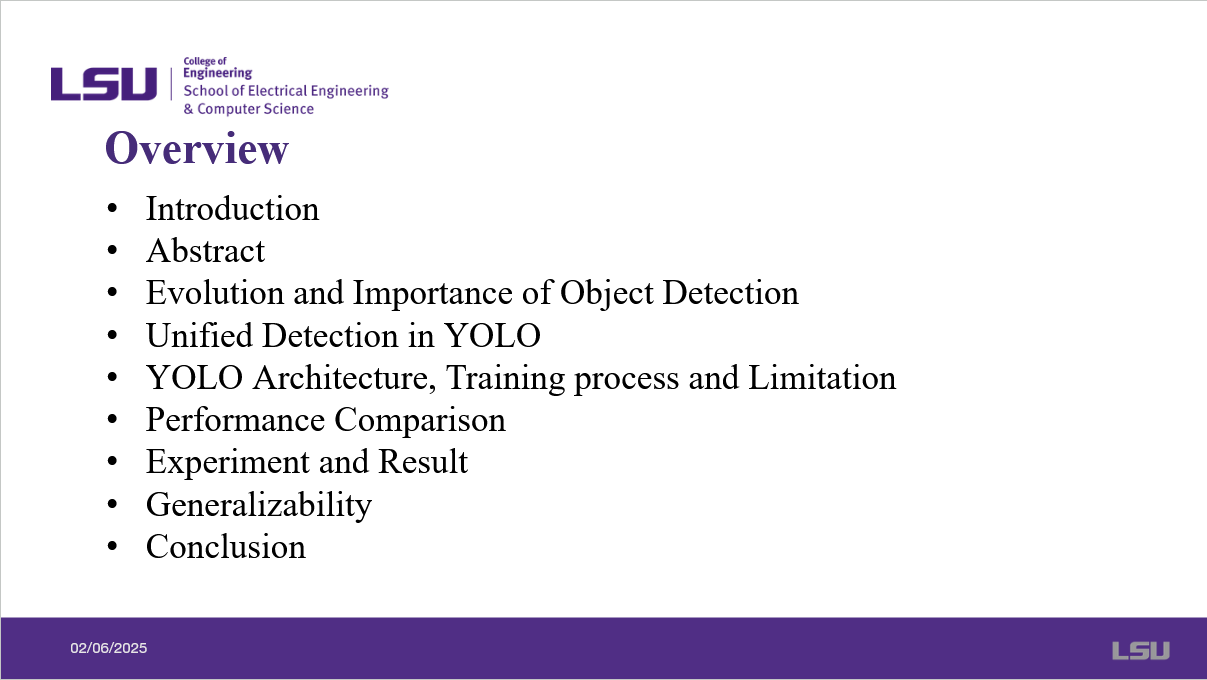 LSU
College of
Engineering
School of Electrical Engineering
& Computer Science
Overview
• Introduction
• Abstract
• Evolution and Importance of Object Detection
• Unified Detection in YOLO
• YOLO Architecture, Training process and Limitation
• Performance Comparison
• Experiment and Result
• Generalizability
• Conclusion
02/06/2025
LSU